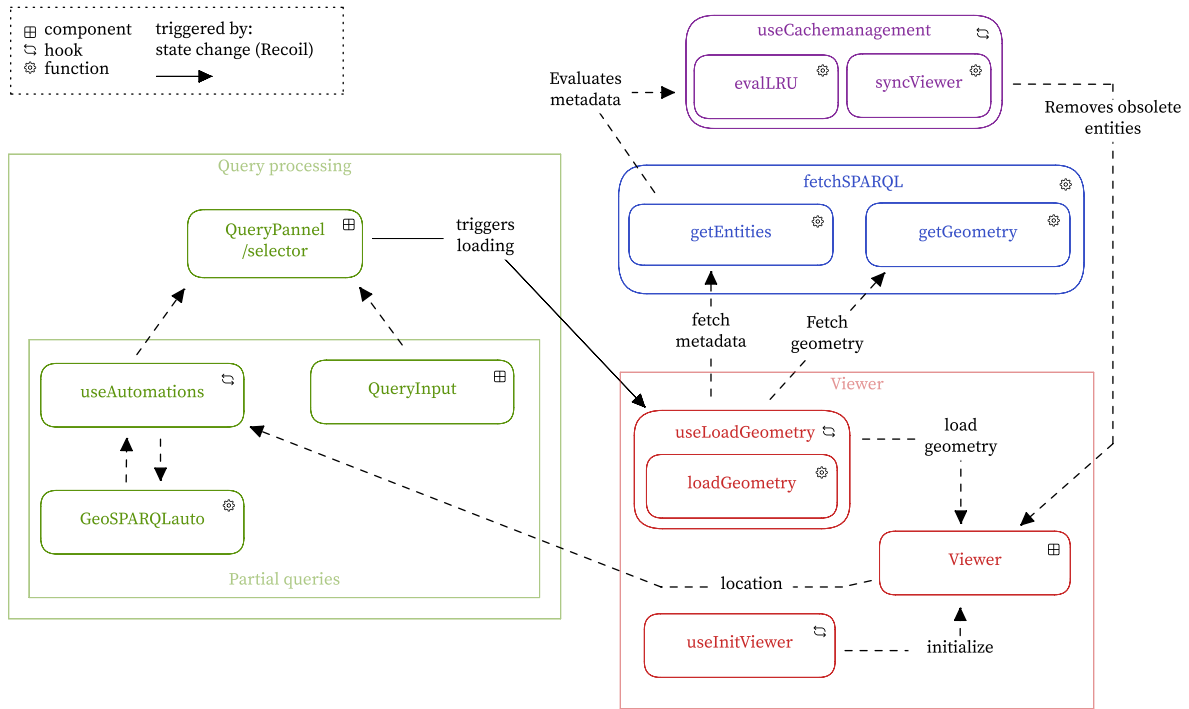 component
hook
function
triggered by:
state change (Recoil)
useCachemanagement
evalLRU
syncViewer
Evaluates
metadata
Removes obsolete
entities
Query processing
QueryPannel
/selector
triggers
loading
fetchSPARQL
getEntities
getGeometry
fetch
metadata
Fetch
geometry
useAutomations
QueryInput
GeoSPARQLauto
Partial queries
Viewer
useLoadGeometry
loadGeometry
load
geometry
Viewer
location
useInitViewer
initialize